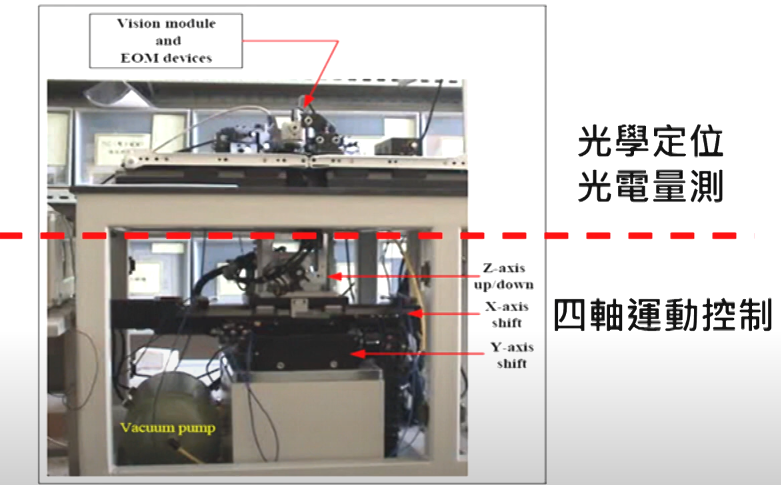 Vision module
and
EOM devices
光學定位
光電量測
Z-axis
up/down
X-axis
shift
四軸運動控制
Y-axis
shift
Vacuum pump